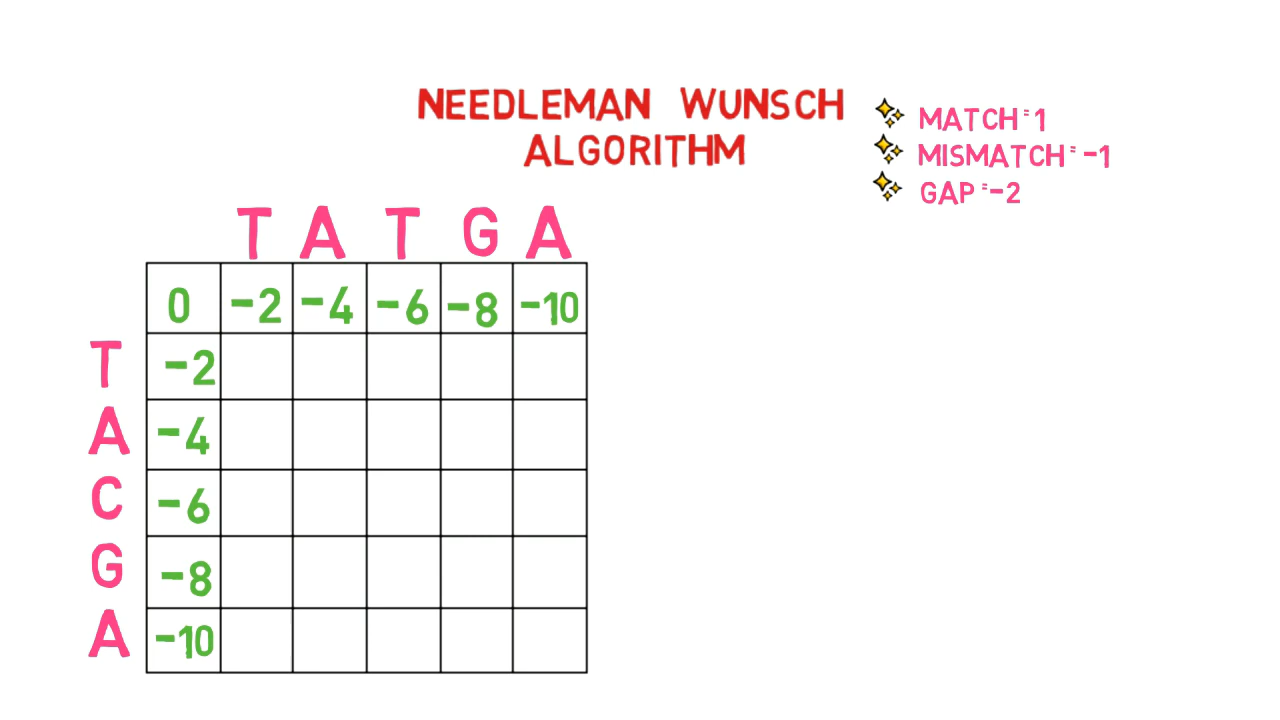 NEEDLEMAN WUNSCH
ALGORITHM
MATCH=1
MISMATCH=-1
GAP=-2
T A T G A
0 -2 -4 -6 -8 -10
T -2
A -4
C -6
G -8
A -10